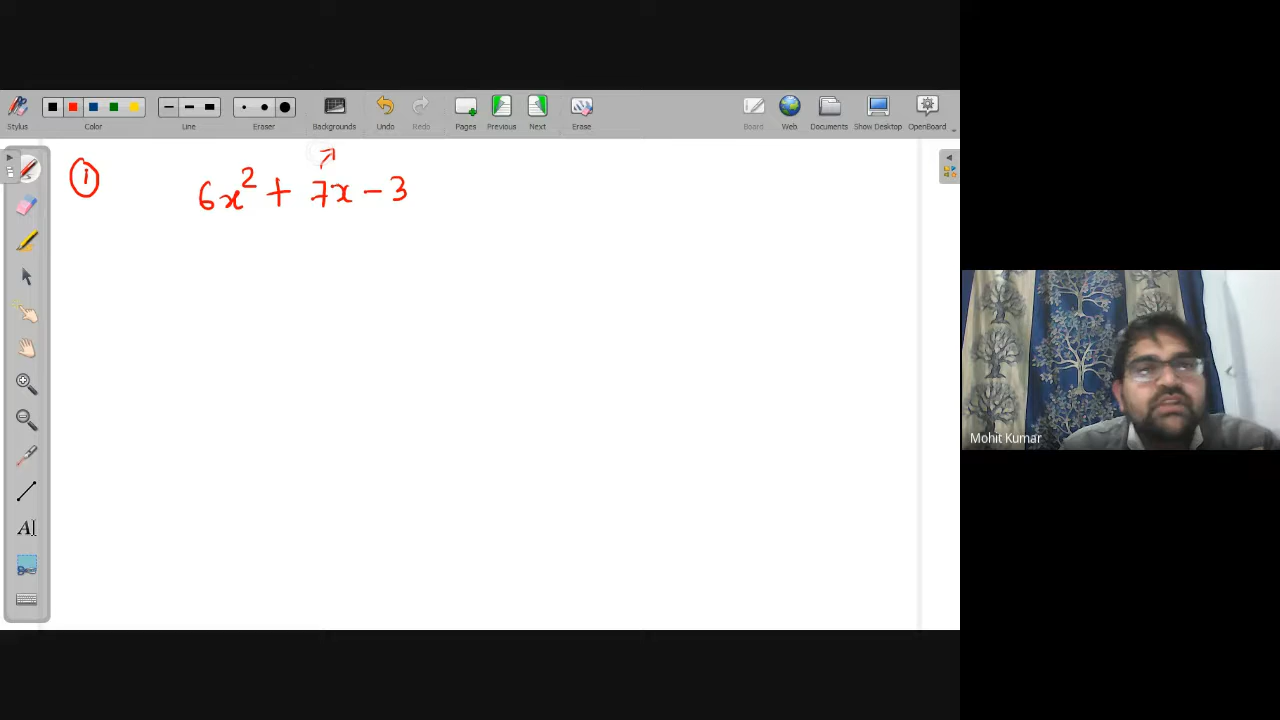 Stylus Color Line Eraser Backgrounds Undo Redo Pages Previous Next Erase Board Web Documents Show Desktop OpenBoard
① 6x² + 7x - 3
A
Mohit Kumar